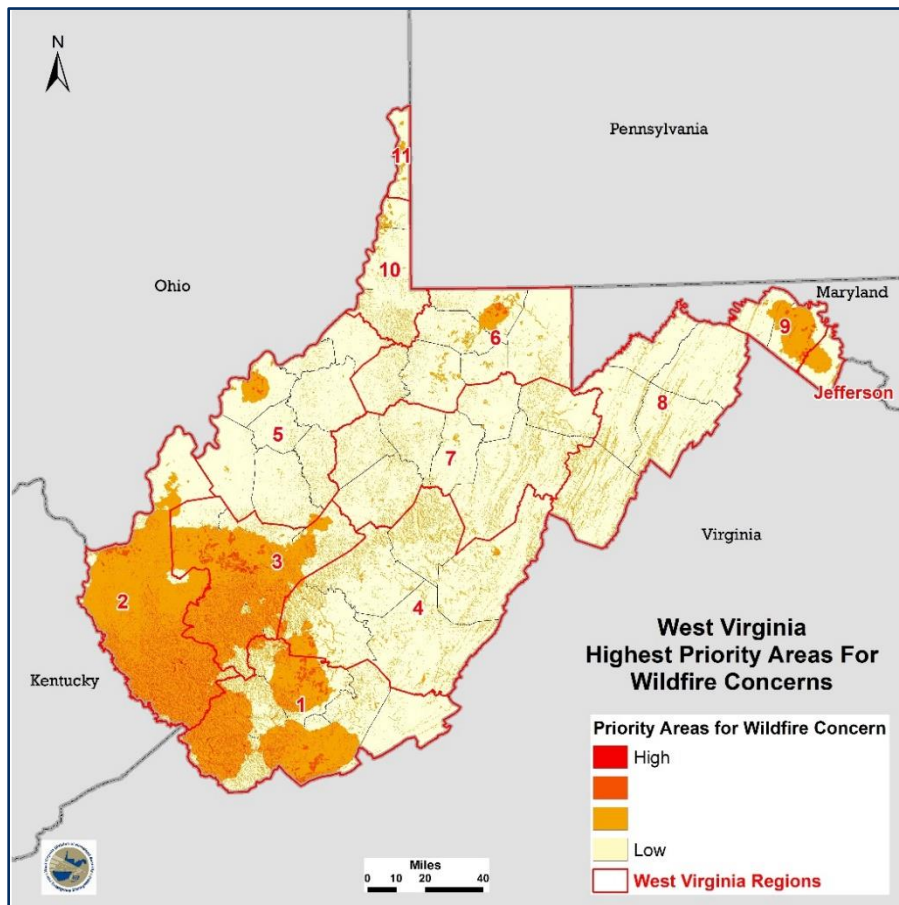 N
Pennsylvania
11
Ohio
10
Maryland
9
6
Jefferson
8
5
7
Virginia
3
2
4
Kentucky
1
West Virginia
Highest Priority Areas For
Wildfire Concerns
Priority Areas for Wildfire Concern
High
Low
West Virginia Regions
Miles
0 10 20 40